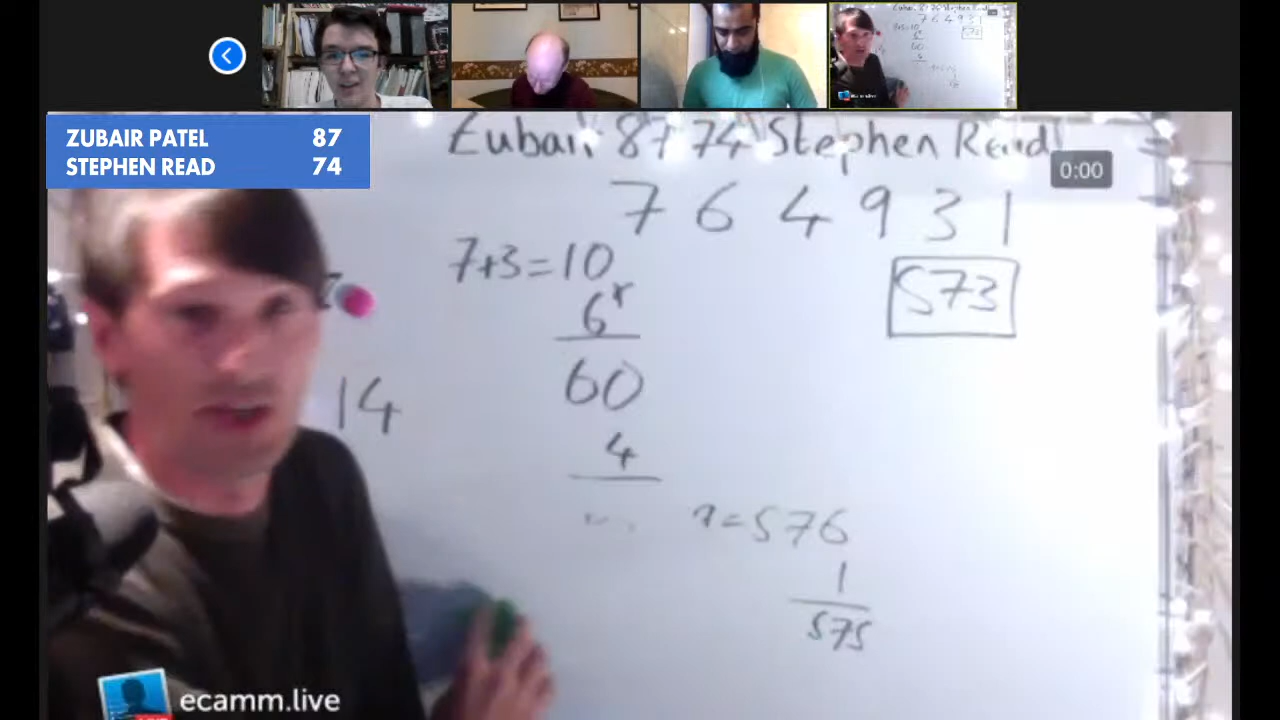 ZUBAIR PATEL 87
STEPHEN READ 74
Zubair 87 74 Stephen Read
0:00
7 6 4 9 3 1
7+3=10
573
6x
60
14
4
=576
1
575
ecamm.live